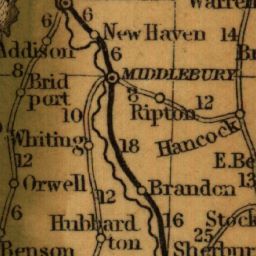 6
Warren
New Haven
14
Addison
6
6
8
MIDDLEBURY
Brid
port
8
12
Ripton
10
Hancock
Whiting
18
12
E.Be
13
Orwell
12
Brandon
6
Hubbard
ton
16
Stock
25
Benson
Sherbur